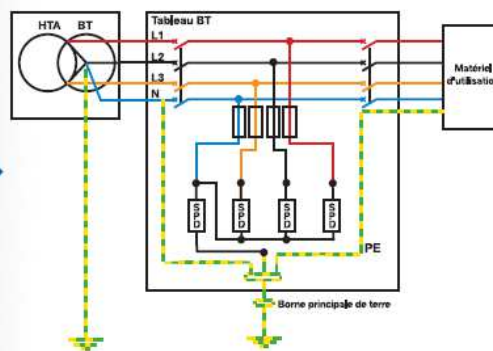 HTA BT
Tableau BT
L1
L2
L3
N
Matériel
d'utilisation
SPD
SPD
SPD
SPD
PE
Borne principale de terre